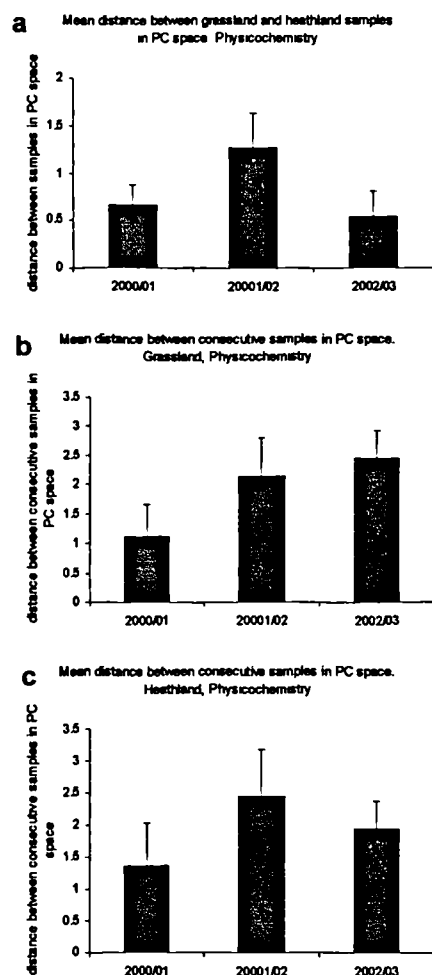 a
Mean distance between grassland and heathland samples
in PC space Physicochemistry
distance between samples in PC space
2
1.5
1
0.5
0
2000/01 20001/02 2002/03
b
Mean distance between consecutive samples in PC space.
Grassland, Physicochemistry
distance between consecutive samples in
PC space
3.5
3
2.5
2
1.5
1
0.5
0
2000/01 20001/02 2002/03
c
Mean distance between consecutive samples in PC space.
Heathland, Physicochemistry
distance between consecutive samples in PC
space
3.5
3
2.5
2
1.5
1
0.5
0
2000/01 20001/02 2002/03